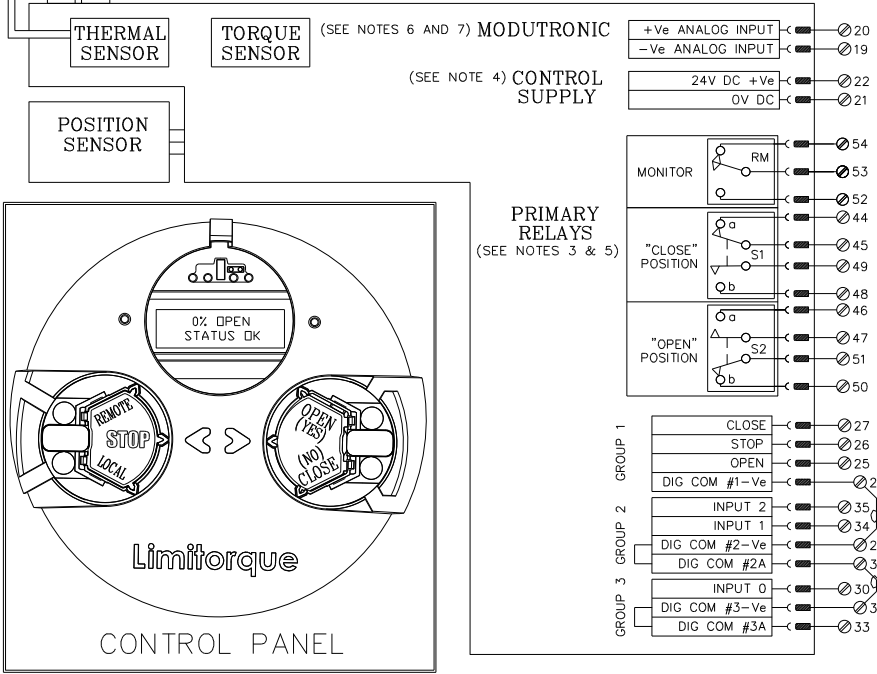 THERMAL SENSOR
TORQUE SENSOR
(SEE NOTES 6 AND 7) MODUTRONIC
+Ve ANALOG INPUT 20
-Ve ANALOG INPUT 19
(SEE NOTE 4) CONTROL SUPPLY
24V DC +Ve 22
0V DC 21
POSITION SENSOR
PRIMARY RELAYS
(SEE NOTES 3 & 5)
MONITOR
RM
54
53
52
"CLOSE" POSITION
a
S1
b
44
45
49
48
"OPEN" POSITION
a
S2
b
46
47
51
50
GROUP 1
CLOSE 27
STOP 26
OPEN 25
DIG COM #1-Ve 2
GROUP 2
INPUT 2 35
INPUT 1 34
DIG COM #2-Ve 2
DIG COM #2A 3
GROUP 3
INPUT 0 30
DIG COM #3-Ve 3
DIG COM #3A 33
0% OPEN
STATUS OK
REMOTE
STOP
LOCAL
OPEN
(YES)
(NO)
CLOSE
Limitorque
CONTROL PANEL